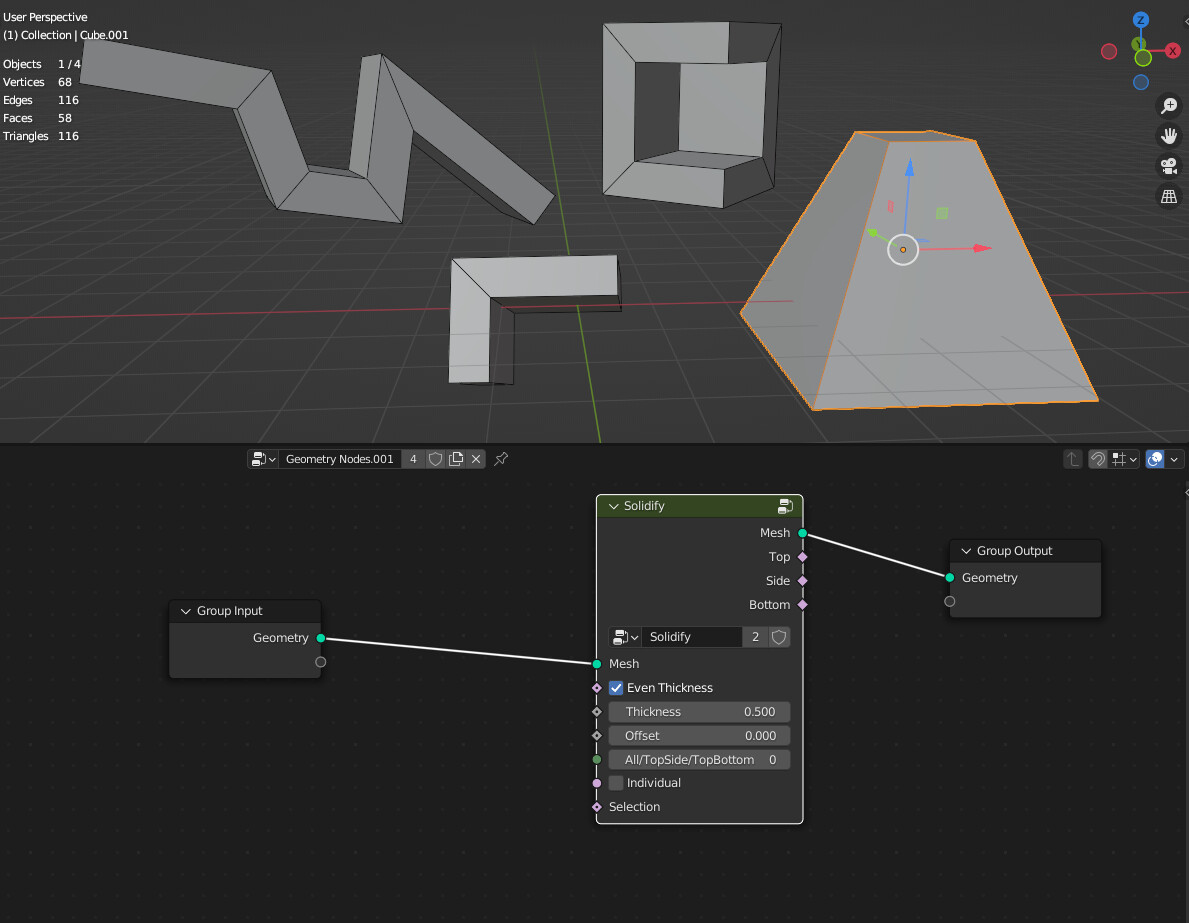 User Perspective
(1) Collection | Cube.001
Objects 1 / 4
Vertices 68
Edges 116
Faces 58
Triangles 116
Z
X
Geometry Nodes.001 4
Solidify
Mesh
Top
Side
Bottom
Solidify 2
Mesh
Even Thickness
Thickness 0.500
Offset 0.000
All/TopSide/TopBottom 0
Individual
Selection
Group Input
Geometry
Group Output
Geometry